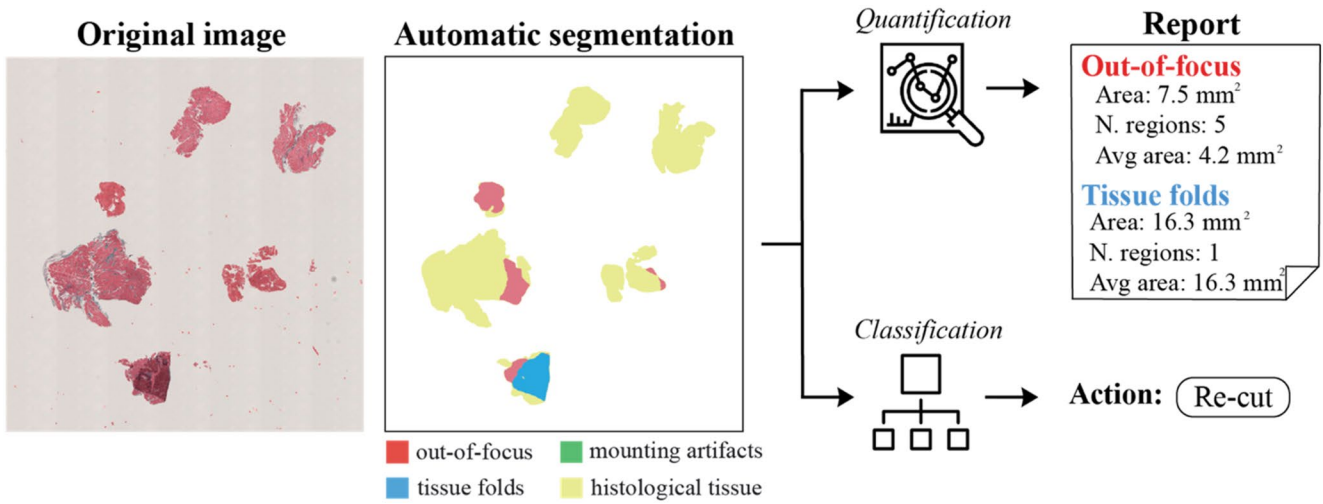 Original image
Automatic segmentation
out-of-focus
mounting artifacts
tissue folds
histological tissue
Quantification
Classification
Report
Out-of-focus
Area: 7.5 mm²
N. regions: 5
Avg area: 4.2 mm²
Tissue folds
Area: 16.3 mm²
N. regions: 1
Avg area: 16.3 mm²
Action: Re-cut